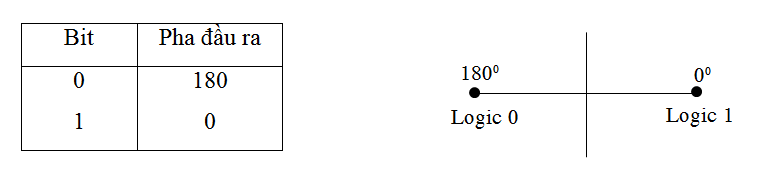 Bit Pha đầu ra
0 180
1 0
180⁰ 0⁰
Logic 0 Logic 1